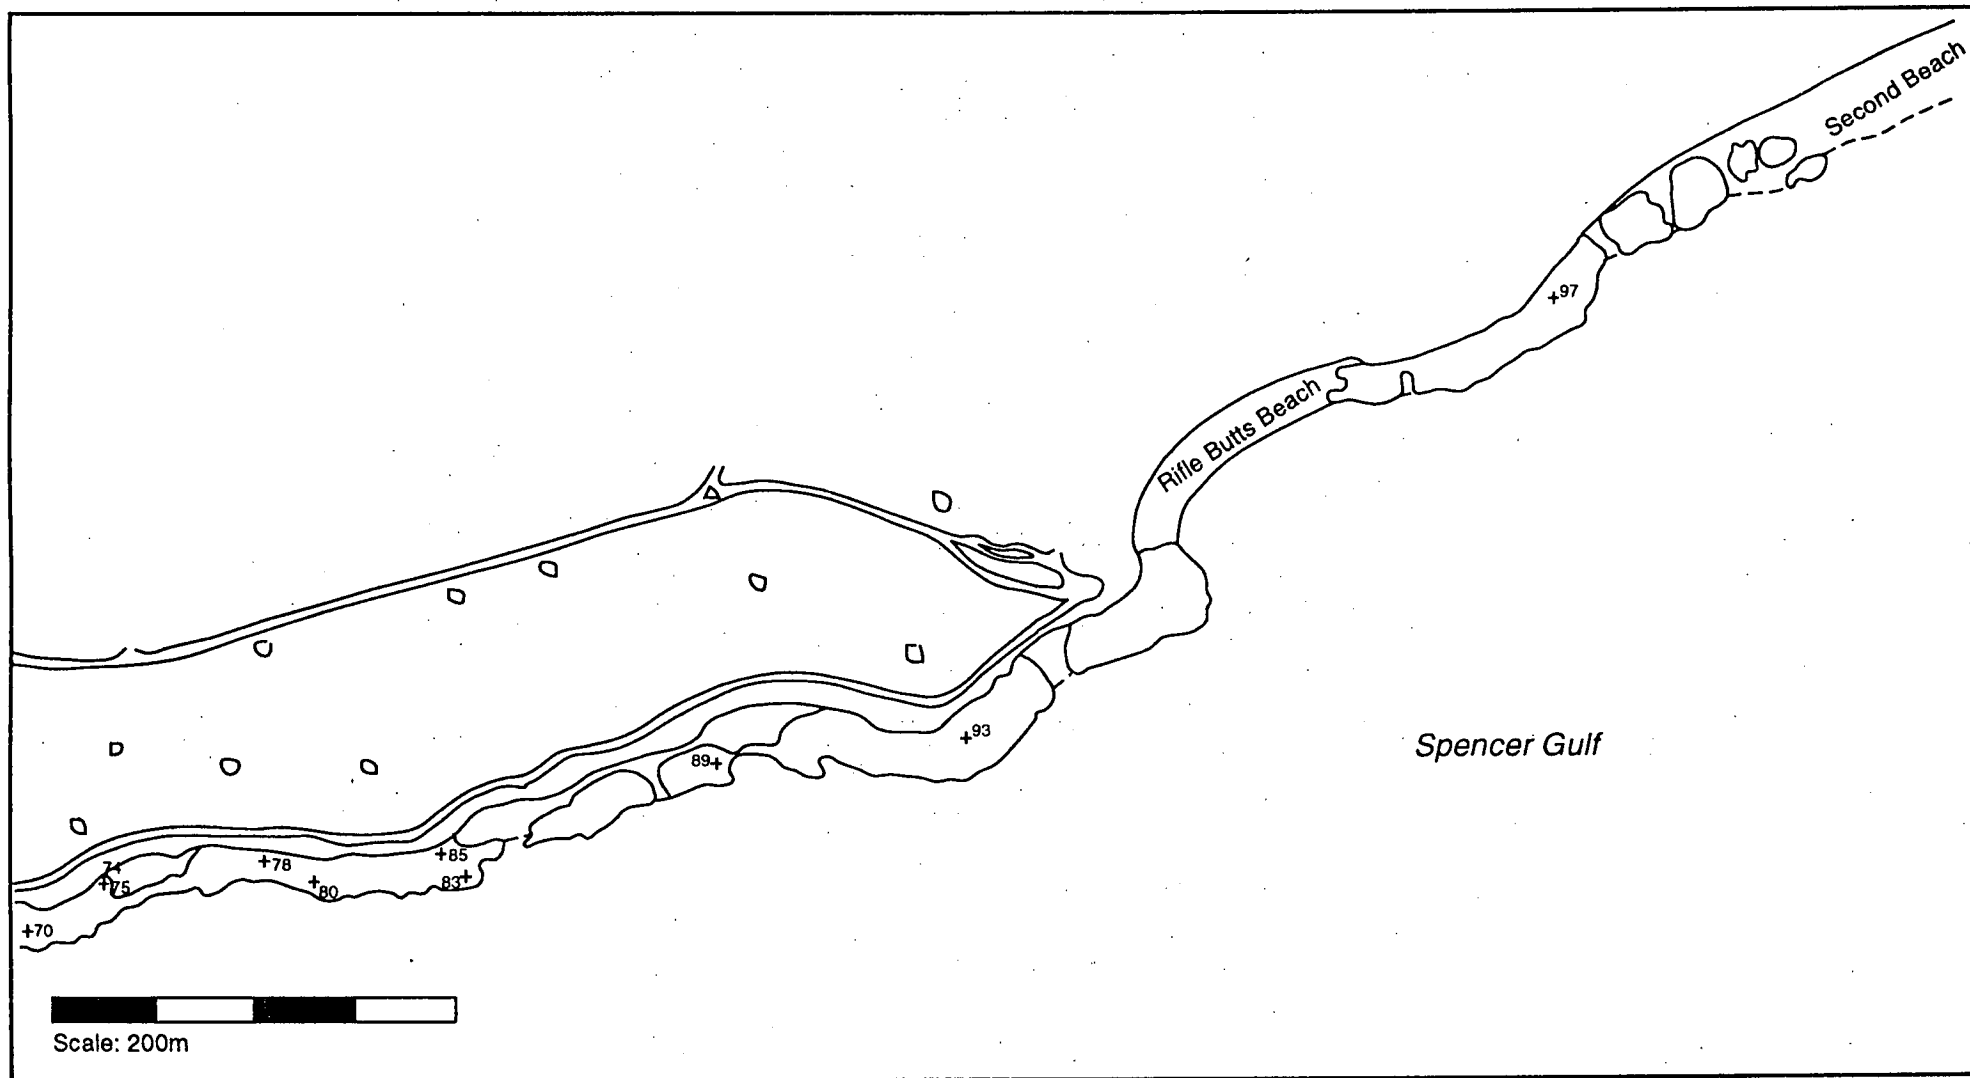 Second Beach
+97
Rifle Butts Beach
+93
Spencer Gulf
89+
+85
+78
74
+75
83+
+80
+70
Scale: 200m